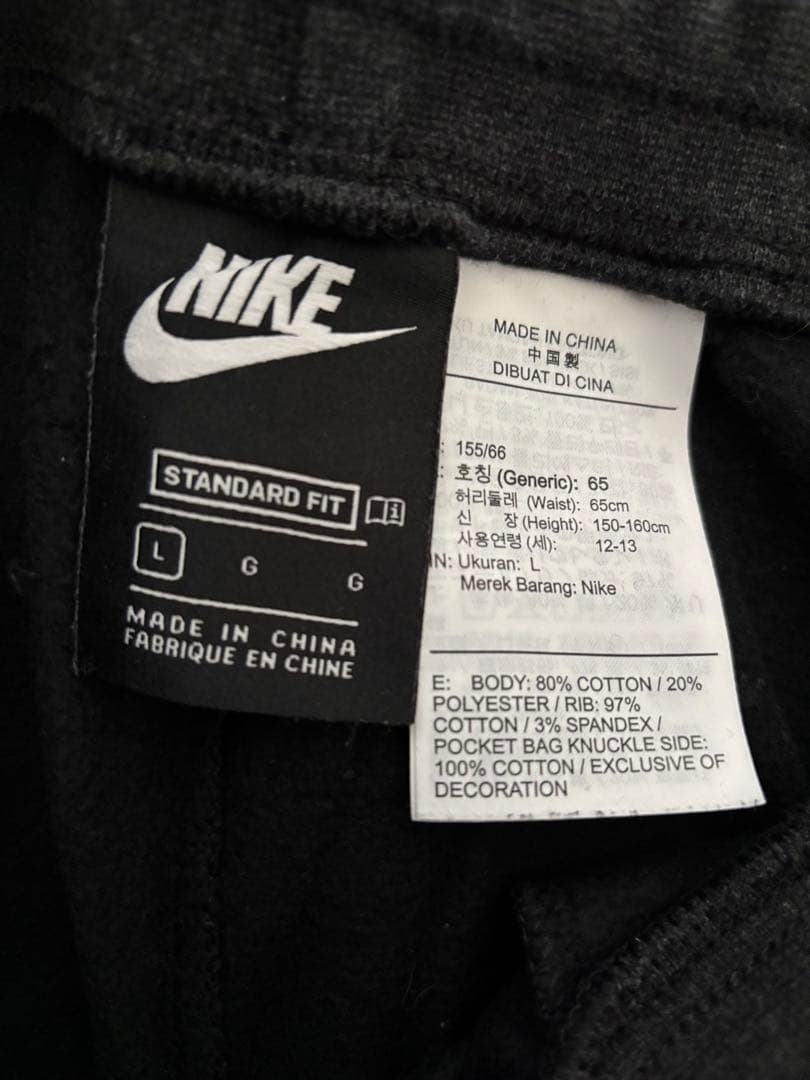 NIKE
STANDARD FIT
L G G
MADE IN CHINA
FABRIQUE EN CHINE
MADE IN CHINA
中国製
DIBUAT DI CINA
: 155/66
: 호칭 (Generic): 65
허리둘레 (Waist): 65cm
신 장 (Height): 150-160cm
사용연령 (세): 12-13
IN: Ukuran: L
Merek Barang: Nike
E: BODY: 80% COTTON / 20%
POLYESTER / RIB: 97%
COTTON / 3% SPANDEX /
POCKET BAG KNUCKLE SIDE:
100% COTTON / EXCLUSIVE OF
DECORATION